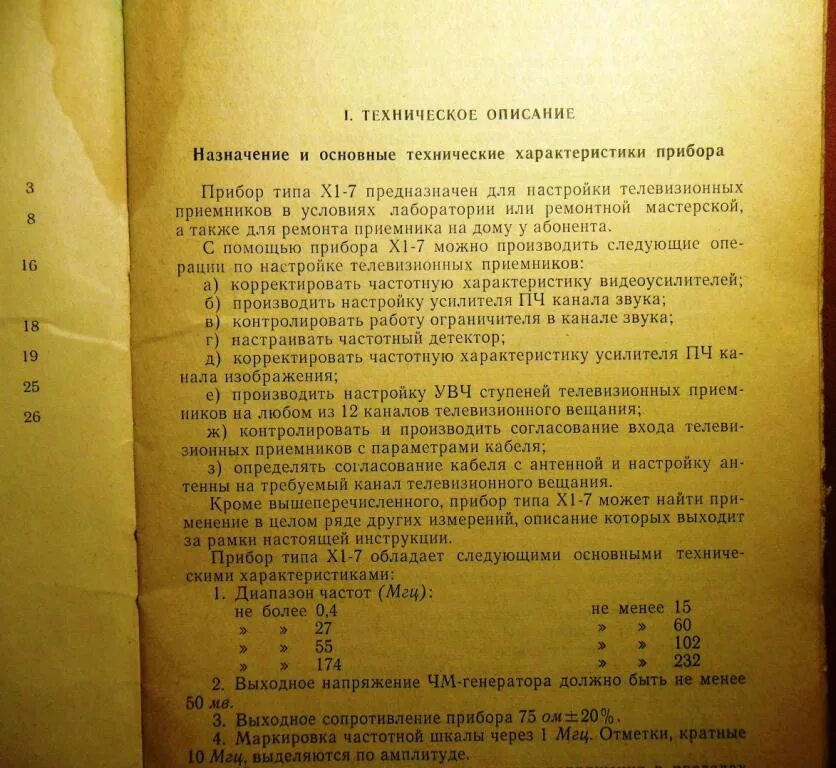 3
8
16
18
19
25
26
I. ТЕХНИЧЕСКОЕ ОПИСАНИЕ
Назначение и основные технические характеристики прибора
Прибор типа Х1-7 предназначен для настройки телевизионных
приемников в условиях лаборатории или ремонтной мастерской,
а также для ремонта приемника на дому у абонента.
С помощью прибора Х1-7 можно производить следующие опе-
рации по настройке телевизионных приемников:
а) корректировать частотную характеристику видеоусилителей;
б) производить настройку усилителя ПЧ канала звука;
в) контролировать работу ограничителя в канале звука;
г) настраивать частотный детектор;
д) корректировать частотную характеристику усилителя ПЧ ка-
нала изображения;
е) производить настройку УВЧ ступеней телевизионных прием-
ников на любом из 12 каналов телевизионного вещания;
ж) контролировать и производить согласование входа телеви-
зионных приемников с параметрами кабеля;
з) определять согласование кабеля с антенной и настройку ан-
тенны на требуемый канал телевизионного вещания.
Кроме вышеперечисленного, прибор типа Х1-7 может найти при-
менение в целом ряде других измерений, описание которых выходит
за рамки настоящей инструкции.
Прибор типа Х1-7 обладает следующими основными техниче-
скими характеристиками:
1. Диапазон частот (Мгц):
не более 0,4 не менее 15
» » 27 » » 60
» » 55 » » 102
» » 174 » » 232
2. Выходное напряжение ЧМ-генератора должно быть не менее
50 мв.
3. Выходное сопротивление прибора 75 ом±20%.
4. Маркировка частотной шкалы через 1 Мгц. Отметки, кратные
10 Мгц, выделяются по амплитуде.